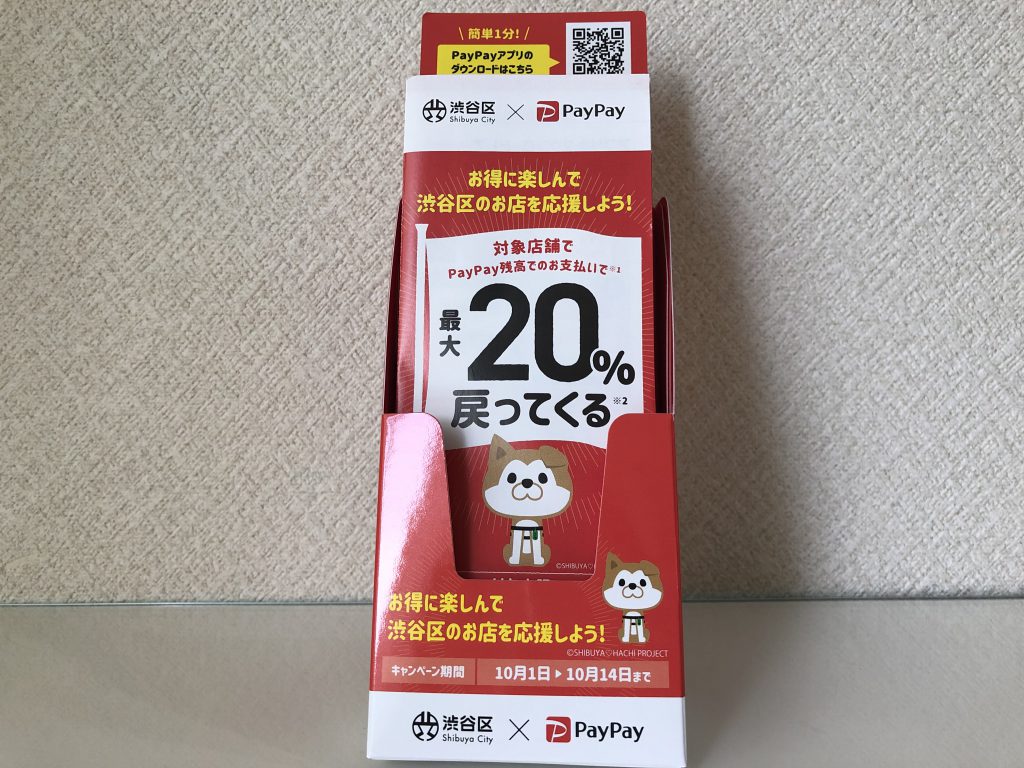 \ 簡単1分! /
PayPayアプリの
ダウンロードはこちら
渋谷区 × PayPay
Shibuya City
お得に楽しんで
渋谷区のお店を応援しよう!
対象店舗で
PayPay残高でのお支払いで※1
最大
20%
戻ってくる※2
©SHIBUYA♡
お得に楽しんで
渋谷区のお店を応援しよう!
©SHIBUYA♡HACHI PROJECT
キャンペーン期間 10月1日▶10月14日まで
渋谷区 × PayPay
Shibuya City